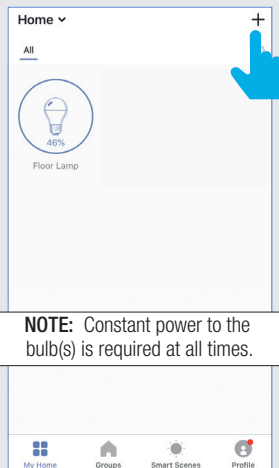 Home
All
46%
Floor Lamp
NOTE: Constant power to the
bulb(s) is required at all times.
My Home Groups Smart Scenes Profile